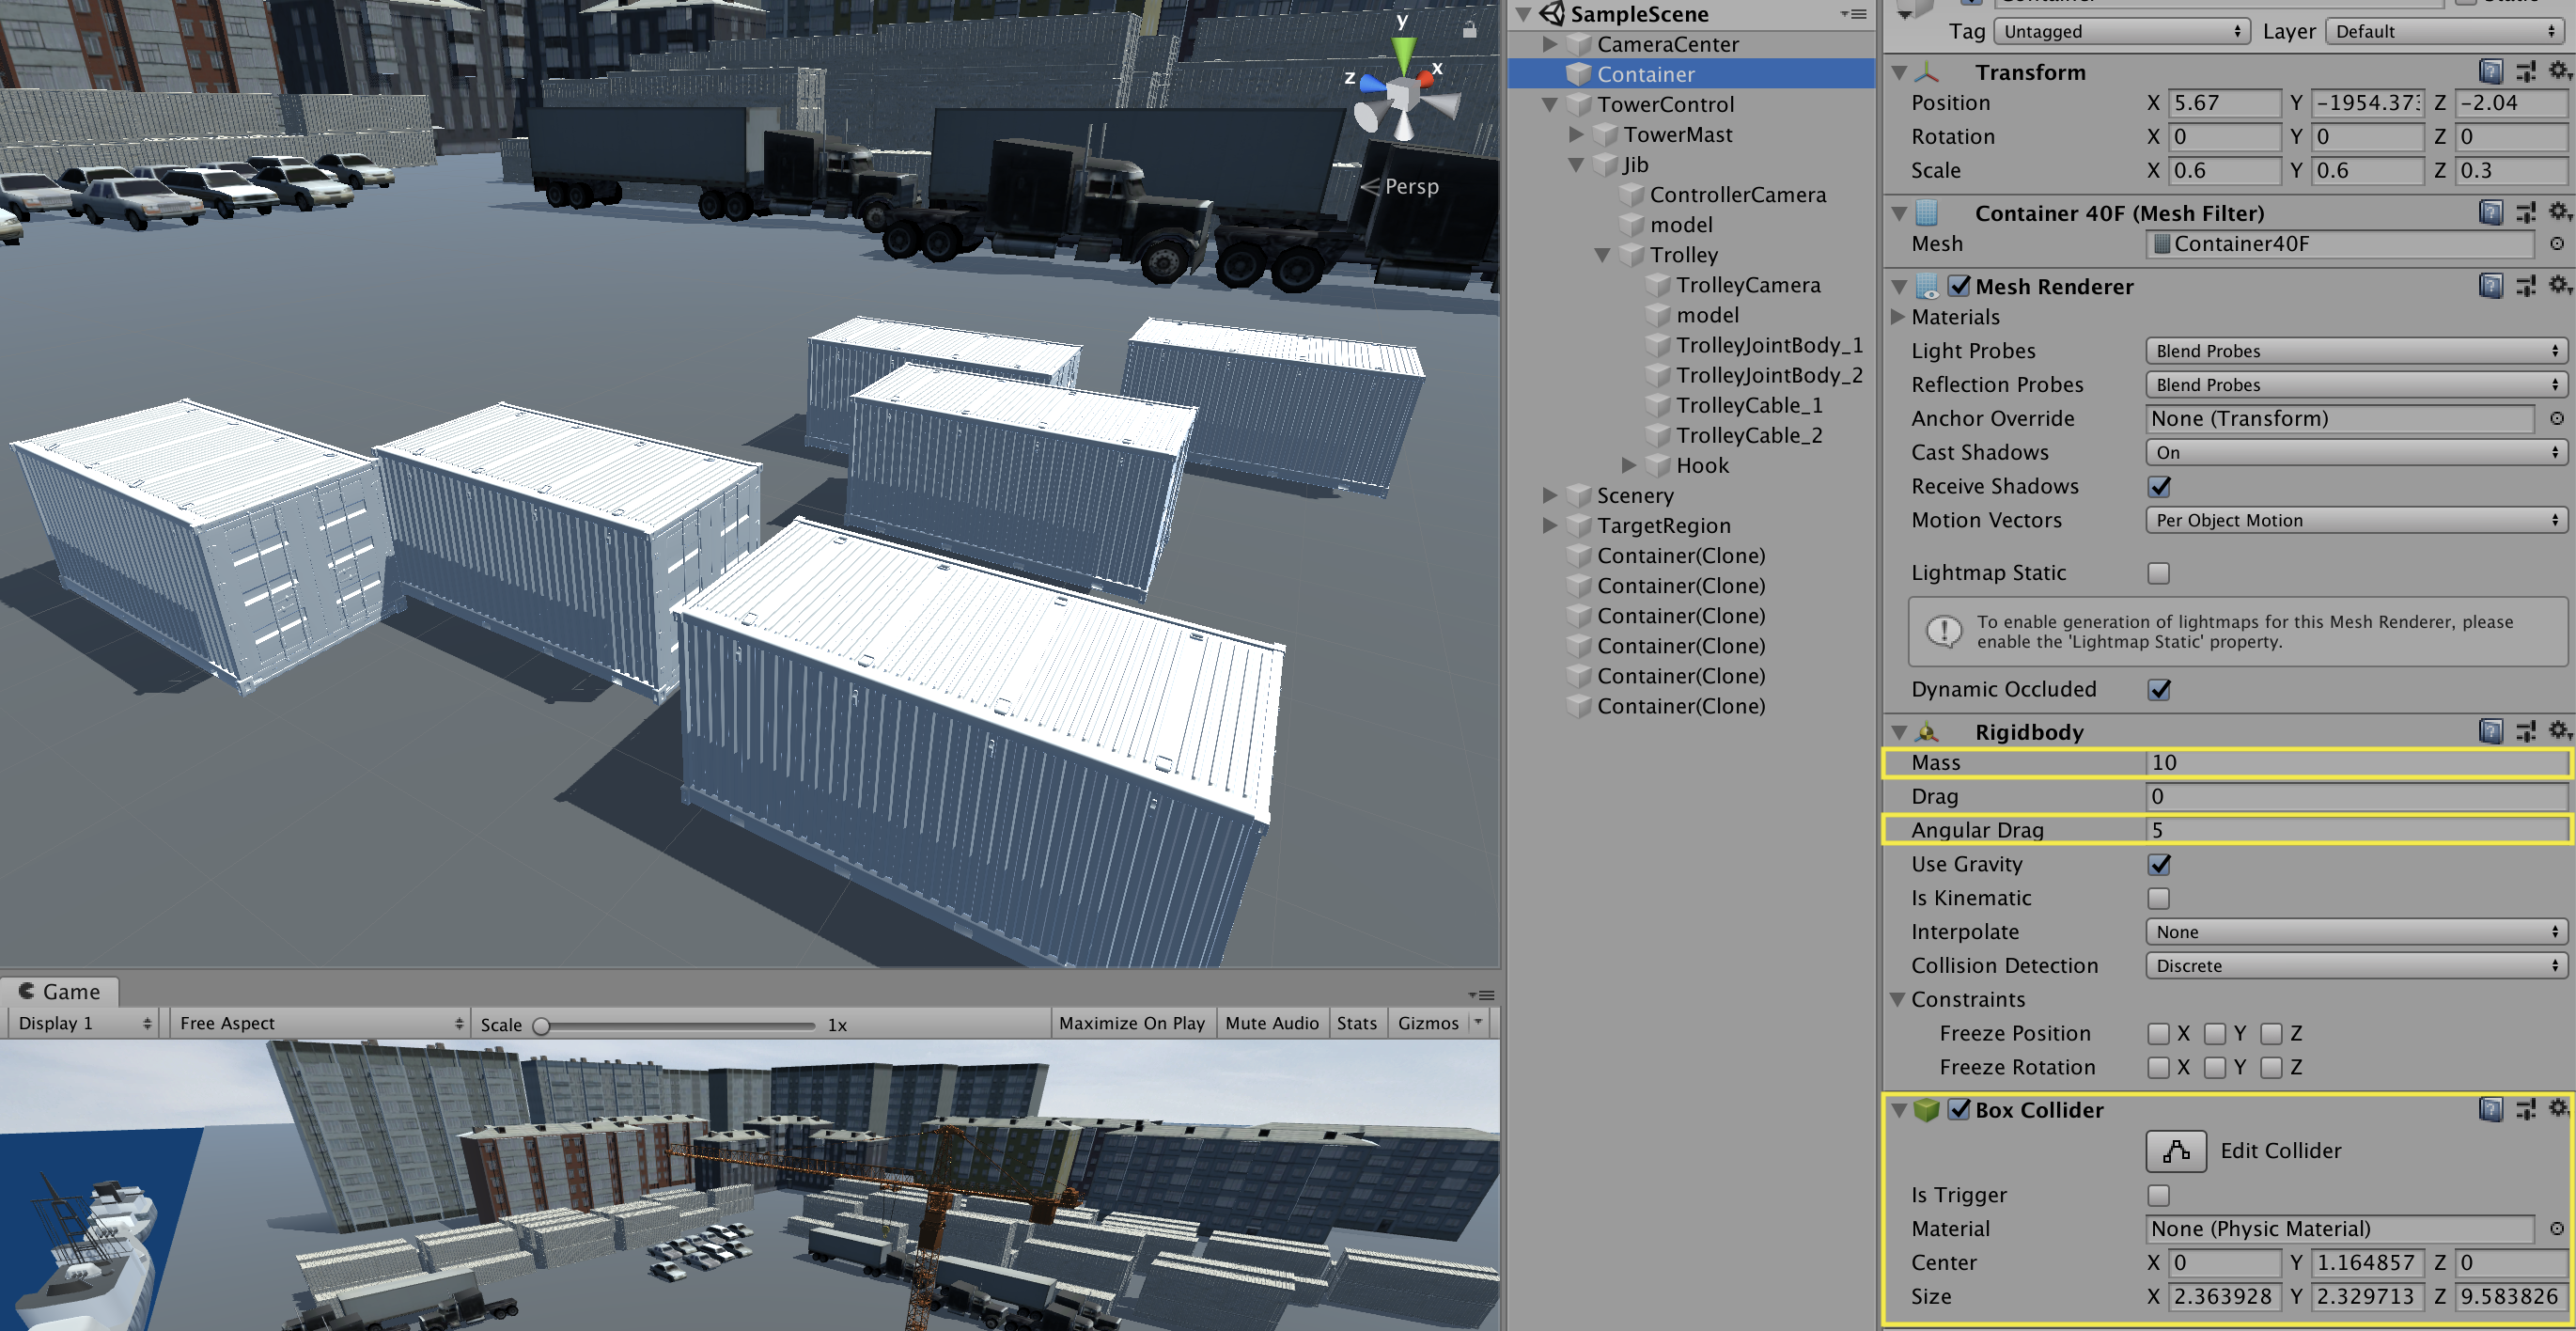 y
x
z
Persp
Game
Display 1
Free Aspect
Scale
1x
Maximize On Play
Mute Audio
Stats
Gizmos
SampleScene
CameraCenter
Container
TowerControl
TowerMast
Jib
ControllerCamera
model
Trolley
TrolleyCamera
model
TrolleyJointBody_1
TrolleyJointBody_2
TrolleyCable_1
TrolleyCable_2
Hook
Scenery
TargetRegion
Container(Clone)
Container(Clone)
Container(Clone)
Container(Clone)
Container(Clone)
Container(Clone)
Tag Untagged Layer Default
Transform
Position X 5.67 Y -1954.37 Z -2.04
Rotation X 0 Y 0 Z 0
Scale X 0.6 Y 0.6 Z 0.3
Container 40F (Mesh Filter)
Mesh Container40F
Mesh Renderer
Materials
Light Probes Blend Probes
Reflection Probes Blend Probes
Anchor Override None (Transform)
Cast Shadows On
Receive Shadows
Motion Vectors Per Object Motion
Lightmap Static
To enable generation of lightmaps for this Mesh Renderer, please
enable the 'Lightmap Static' property.
Dynamic Occluded
Rigidbody
Mass 10
Drag 0
Angular Drag 5
Use Gravity
Is Kinematic
Interpolate None
Collision Detection Discrete
Constraints
Freeze Position X Y Z
Freeze Rotation X Y Z
Box Collider
Edit Collider
Is Trigger
Material None (Physic Material)
Center X 0 Y 1.164857 Z 0
Size X 2.363928 Y 2.329713 Z 9.583826